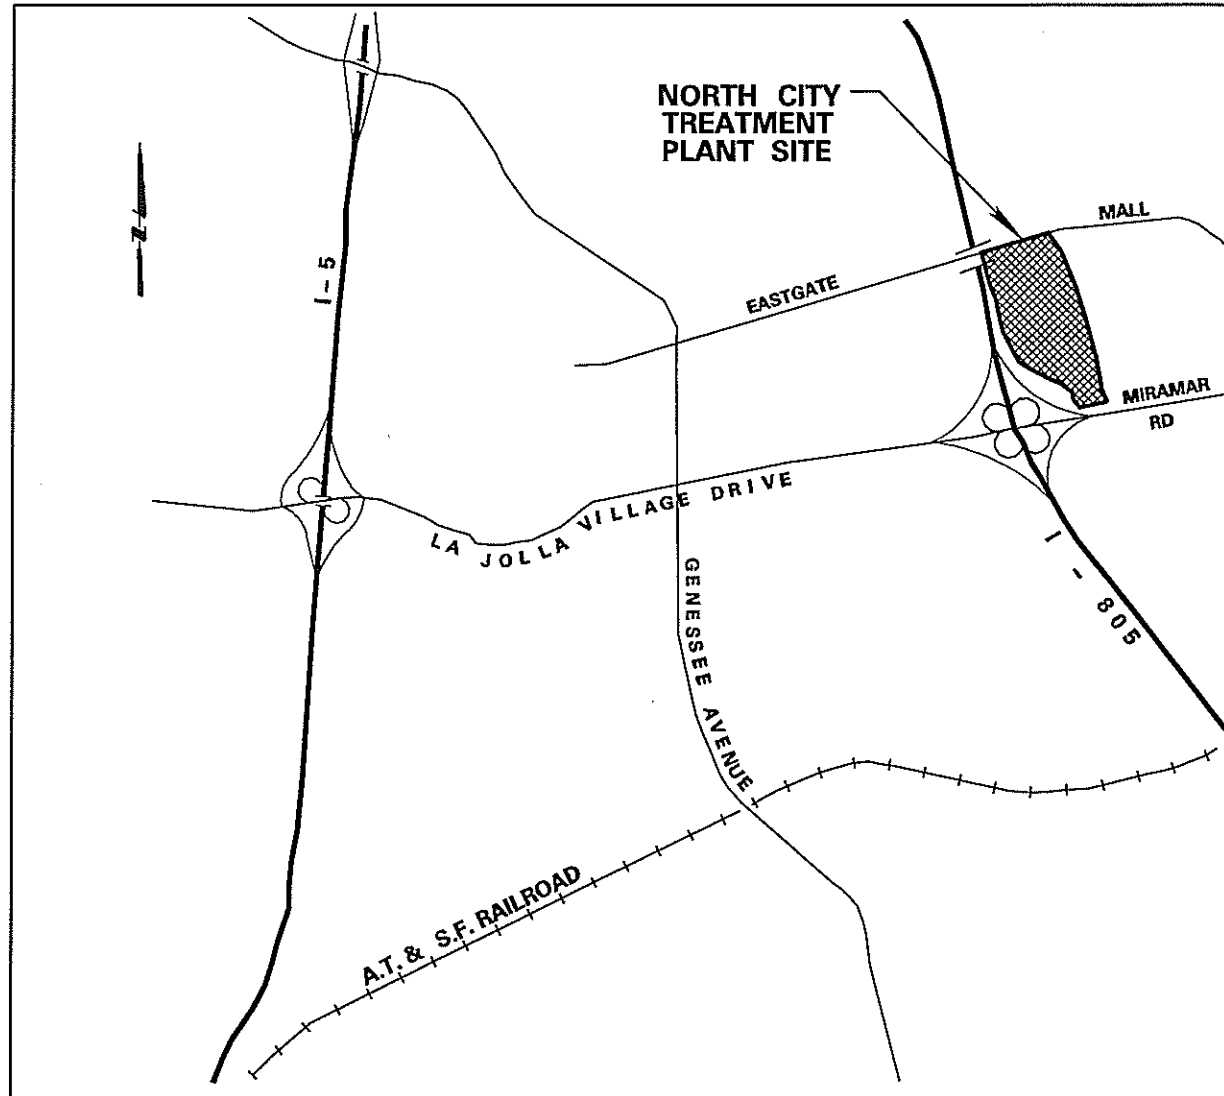 NORTH CITY
TREATMENT
PLANT SITE
MALL
I-5
EASTGATE
MIRAMAR
RD
LA JOLLA VILLAGE DRIVE
I - 805
GENESSEE AVENUE
A.T. & S.F. RAILROAD
N